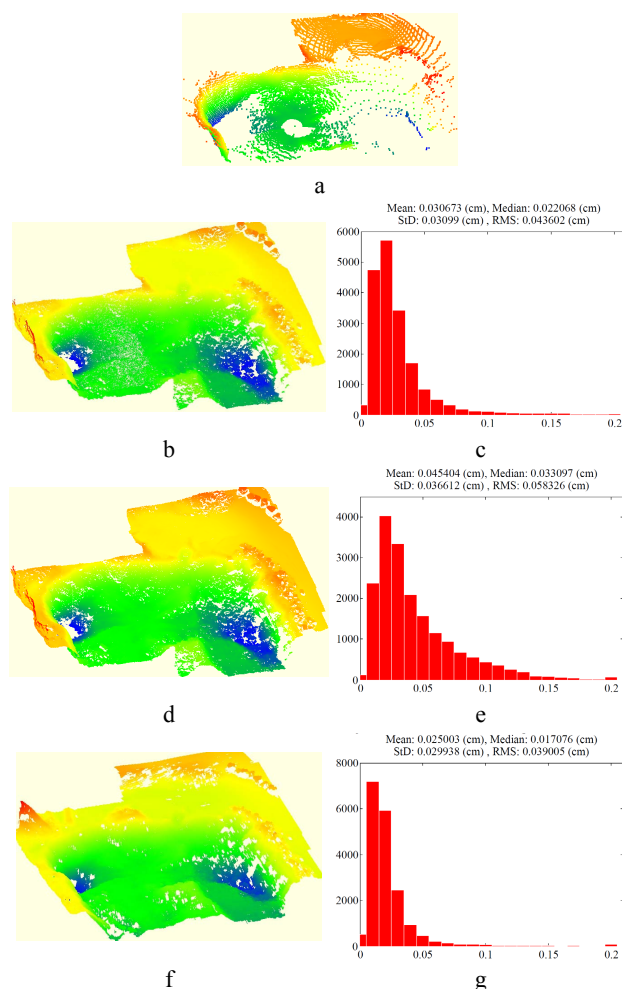 a
Mean: 0.030673 (cm), Median: 0.022068 (cm)
StD: 0.03099 (cm) , RMS: 0.043602 (cm)
6000
5000
4000
3000
2000
1000
0
0 0.05 0.1 0.15 0.2
b c
Mean: 0.045404 (cm), Median: 0.033097 (cm)
StD: 0.036612 (cm) , RMS: 0.058326 (cm)
4000
3000
2000
1000
0
0 0.05 0.1 0.15 0.2
d e
Mean: 0.025003 (cm), Median: 0.017076 (cm)
StD: 0.029938 (cm) , RMS: 0.039005 (cm)
8000
6000
4000
2000
0
0 0.05 0.1 0.15 0.2
f g